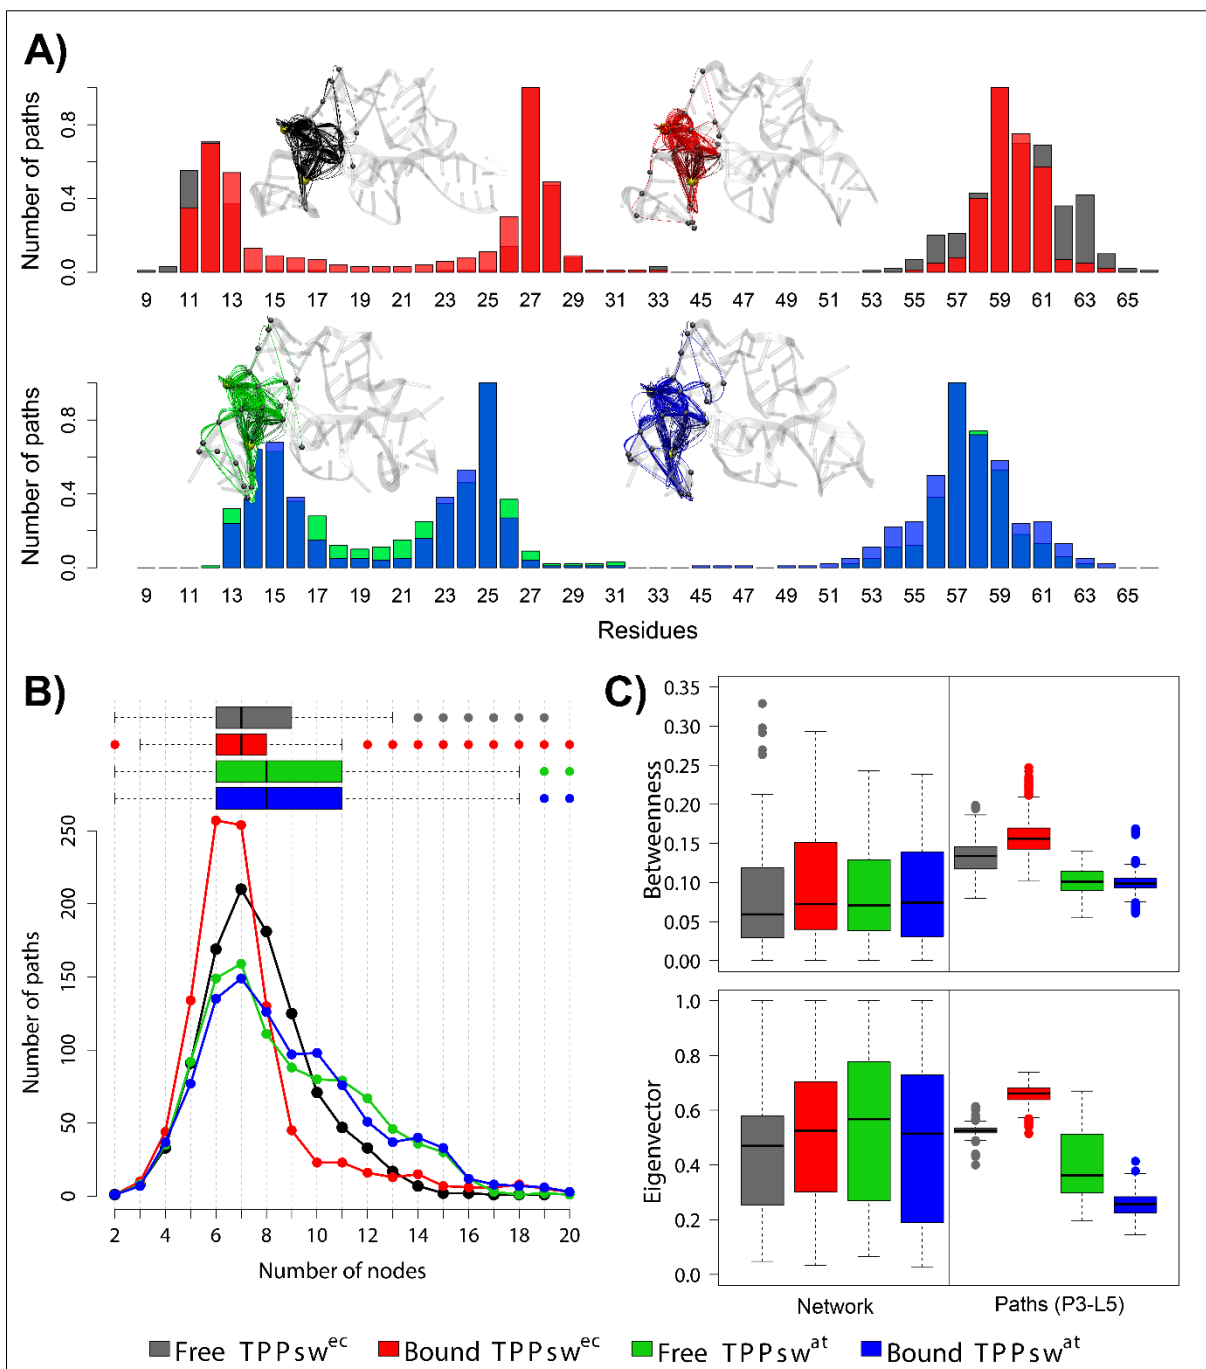 A)
Number of paths
0.8
0.4
0.0
9 11 13 15 17 19 21 23 25 27 29 31 33 45 47 49 51 53 55 57 59 61 63 65
Number of paths
0.8
0.4
0.0
9 11 13 15 17 19 21 23 25 27 29 31 33 45 47 49 51 53 55 57 59 61 63 65
Residues
B)
Number of paths
250
200
150
100
50
0
2 4 6 8 10 12 14 16 18 20
Number of nodes
C)
Betweenness
0.35
0.30
0.25
0.20
0.15
0.10
0.05
0.00
Eigenvector
1.0
0.8
0.6
0.4
0.2
0.0
Network Paths (P3-L5)
Free TPPsw^ec Bound TPPsw^ec Free TPPsw^at Bound TPPsw^at